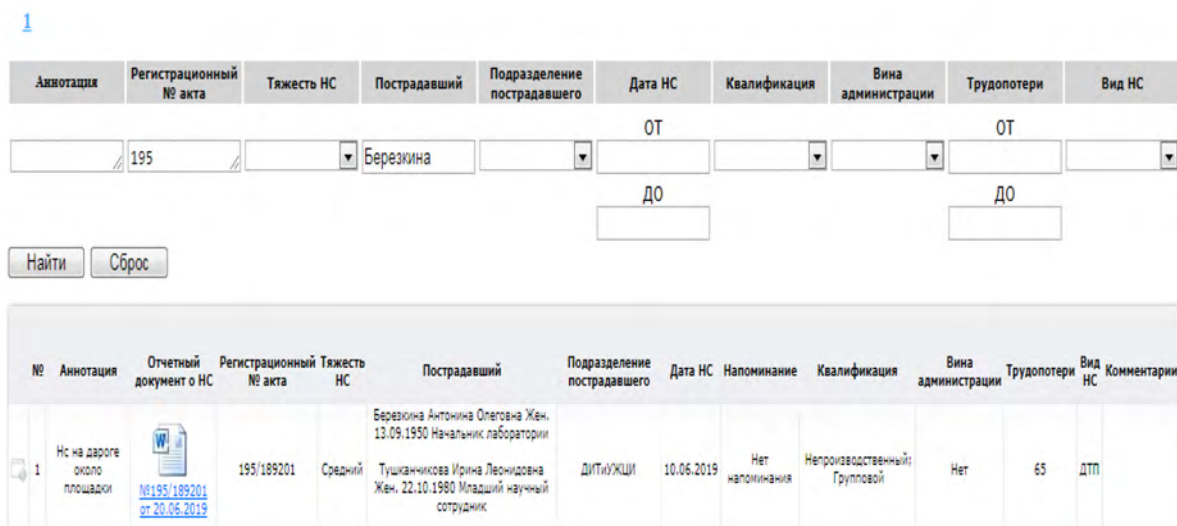 1
Аннотация Регистрационный № акта Тяжесть НС Пострадавший Подразделение пострадавшего Дата НС Квалификация Вина администрации Трудопотери Вид НС
ОТ ОТ
195 Березкина
ДО ДО
Найти Сброс
№ Аннотация Отчетный документ о НС Регистрационный № акта Тяжесть НС Пострадавший Подразделение пострадавшего Дата НС Напоминание Квалификация Вина администрации Трудопотери Вид НС Комментарии
Березкина Антонина Олеговна Жен.
13.09.1950 Начальник лаборатории
1 Нс на дароге около площадки №195/189201 от 20.06.2019 195/189201 Средний Тушканчикова Ирина Леонидовна Жен. 22.10.1980 Младший научный сотрудник ДИТиУЖЦИ 10.06.2019 Нет напоминания Непроизводственный; Групповой Нет 65 ДТП